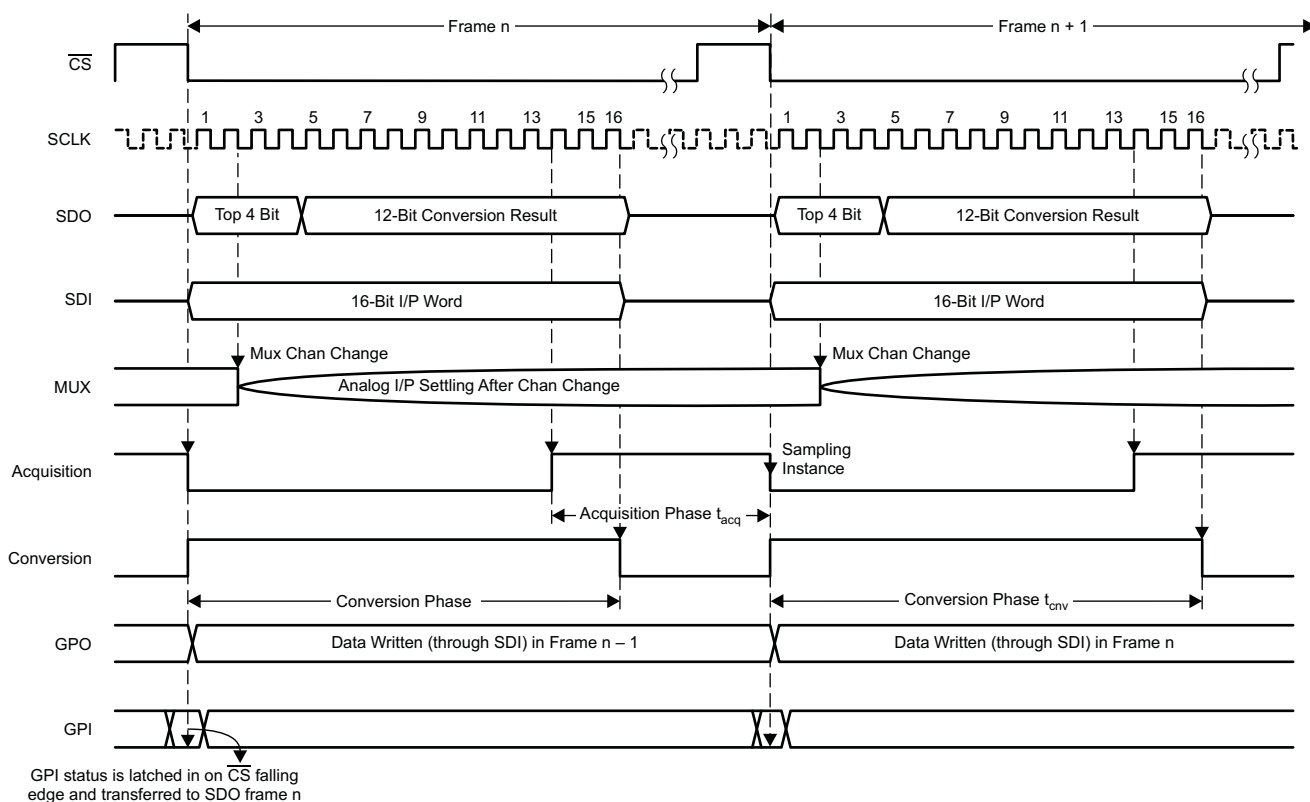 Frame n
Frame n + 1
CS
1 3 5 7 9 11 13 15 16
1 3 5 7 9 11 13 15 16
SCLK
SDO
Top 4 Bit
12-Bit Conversion Result
Top 4 Bit
12-Bit Conversion Result
SDI
16-Bit I/P Word
16-Bit I/P Word
Mux Chan Change
Mux Chan Change
MUX
Analog I/P Settling After Chan Change
Acquisition
Sampling
Instance
Acquisition Phase tacq
Conversion
Conversion Phase
Conversion Phase tcnv
GPO
Data Written (through SDI) in Frame n – 1
Data Written (through SDI) in Frame n
GPI
GPI status is latched in on CS falling
edge and transferred to SDO frame n